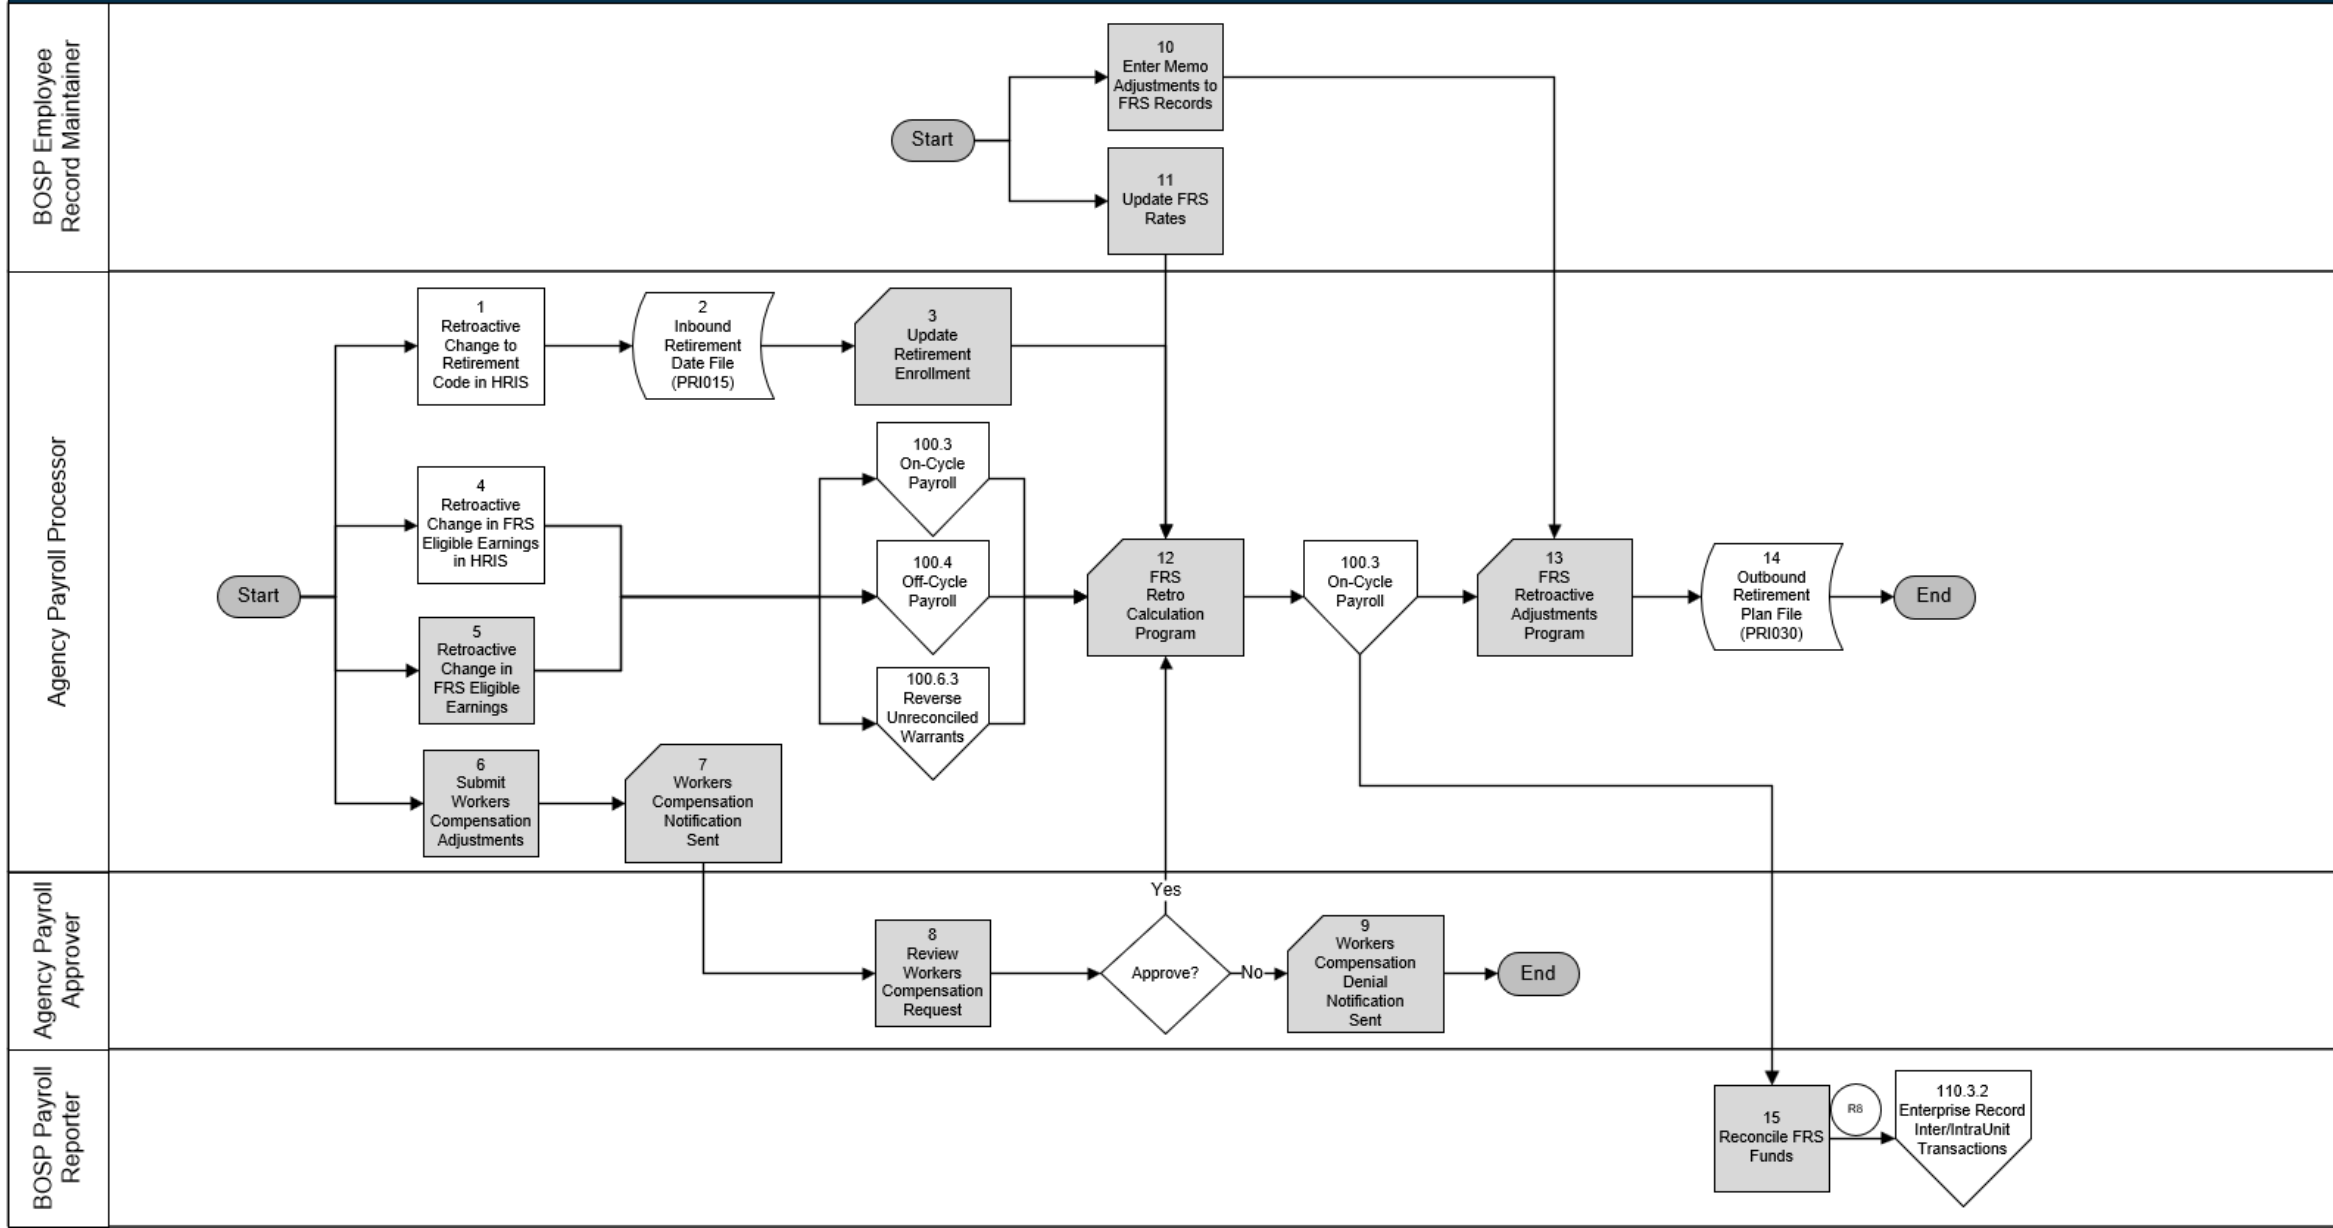 BOSP Employee
Record Maintainer
10
Enter Memo
Adjustments to
FRS Records
Start
11
Update FRS
Rates
Agency Payroll Processor
1
Retroactive
Change to
Retirement
Code in HRIS
2
Inbound
Retirement
Date File
(PRI015)
3
Update
Retirement
Enrollment
4
Retroactive
Change in FRS
Eligible Earnings
in HRIS
100.3
On-Cycle
Payroll
Start
5
Retroactive
Change in
FRS Eligible
Earnings
100.4
Off-Cycle
Payroll
12
FRS
Retro
Calculation
Program
100.3
On-Cycle
Payroll
13
FRS
Retroactive
Adjustments
Program
14
Outbound
Retirement
Plan File
(PRI030)
End
100.6.3
Reverse
Unreconciled
Warrants
6
Submit
Workers
Compensation
Adjustments
7
Workers
Compensation
Notification
Sent
Agency Payroll
Approver
8
Review
Workers
Compensation
Request
Yes
Approve?
No
9
Workers
Compensation
Denial
Notification
Sent
End
BOSP Payroll
Reporter
15
Reconcile FRS
Funds
R8
110.3.2
Enterprise Record
Inter/IntraUnit
Transactions